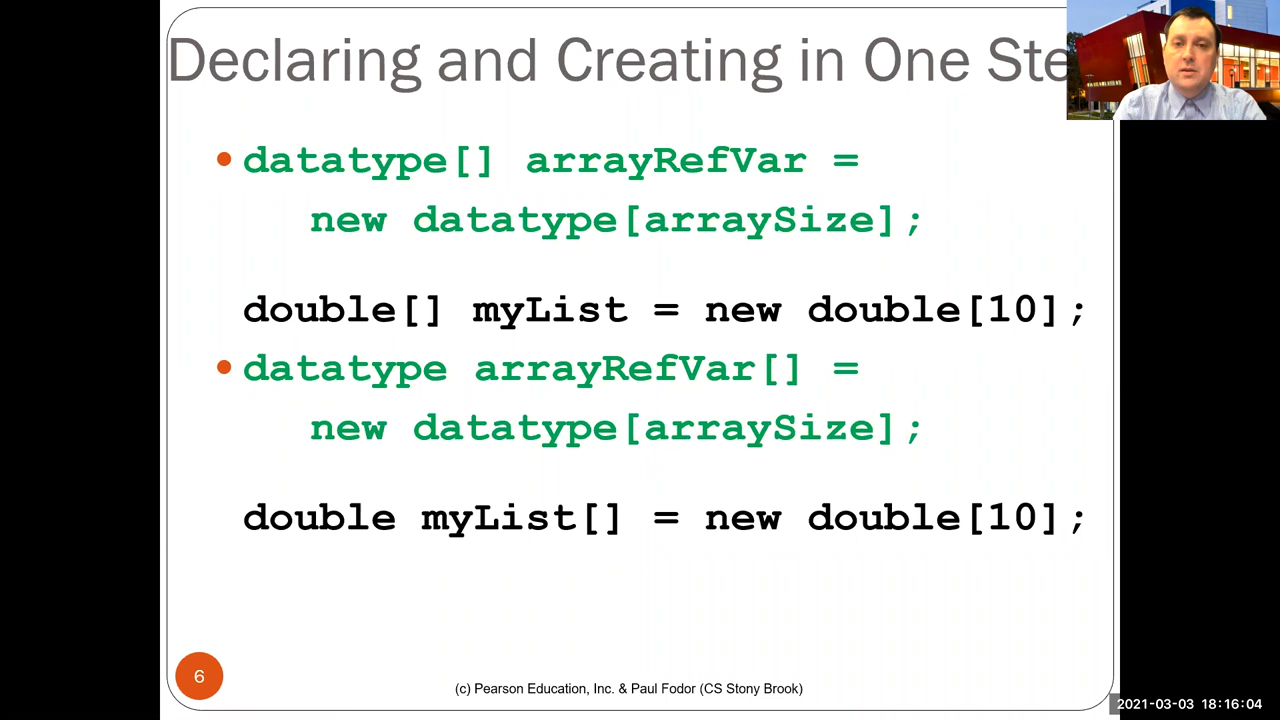 Declaring and Creating in One Ste
datatype[] arrayRefVar =
new datatype[arraySize];
double[] myList = new double[10];
datatype arrayRefVar[] =
new datatype[arraySize];
double myList[] = new double[10];
6
(c) Pearson Education, Inc. & Paul Fodor (CS Stony Brook)
2021-03-03 18:16:04